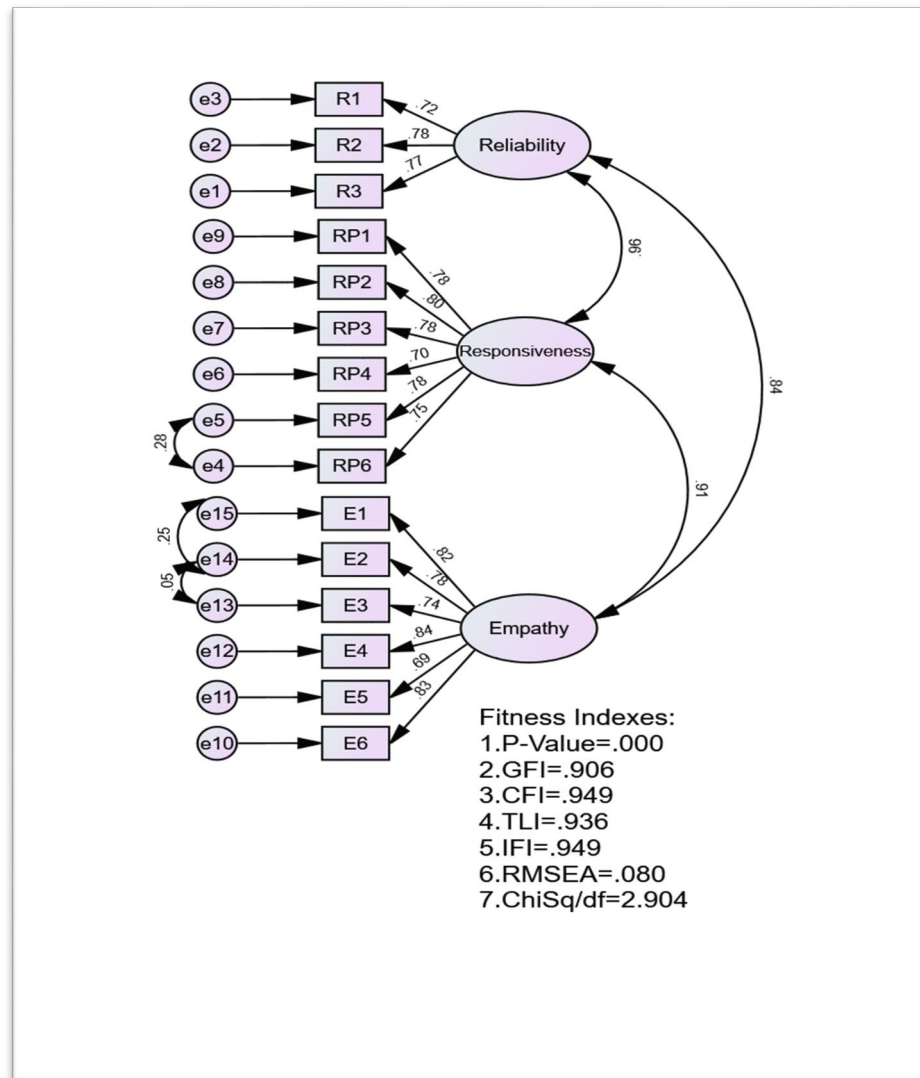 e3 R1 .72 Reliability
e2 R2 .78
e1 R3 .77
e9 RP1 .78
e8 RP2 .80
e7 RP3 .78 Responsiveness
e6 RP4 .70
e5 RP5 .78
e4 RP6 .75
.28
.96
.84
.91
e15 E1 .82
.25
e14 E2 .78
.05
e13 E3 .74 Empathy
e12 E4 .84
e11 E5 .69
e10 E6 .83
Fitness Indexes:
1.P-Value=.000
2.GFI=.906
3.CFI=.949
4.TLI=.936
5.IFI=.949
6.RMSEA=.080
7.ChiSq/df=2.904